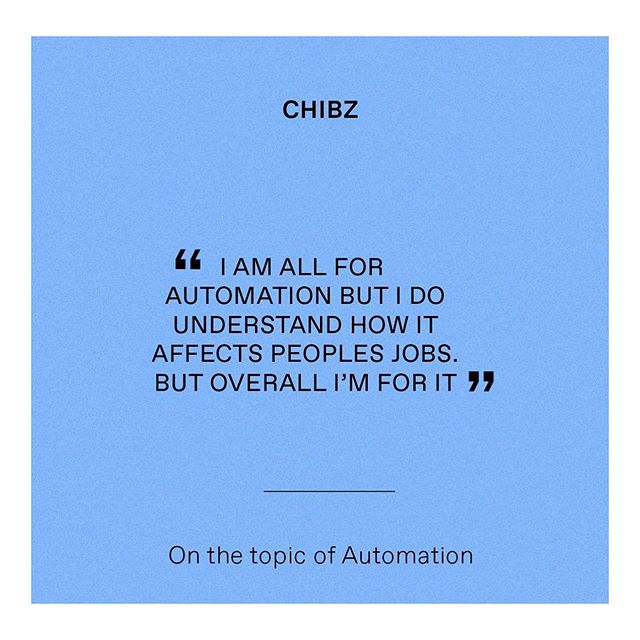 CHIBZ
“ I AM ALL FOR
AUTOMATION BUT I DO
UNDERSTAND HOW IT
AFFECTS PEOPLES JOBS.
BUT OVERALL I’M FOR IT ”
On the topic of Automation